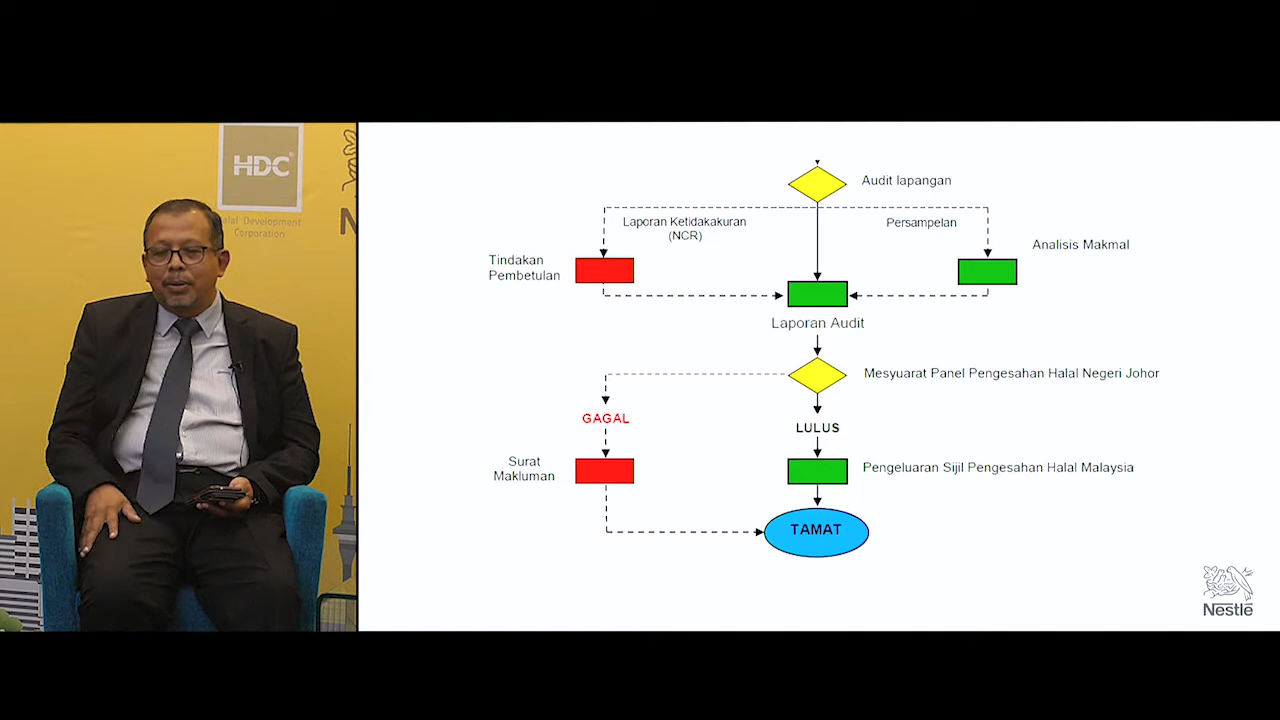 HDC
alal Development
Corporation.
N
Audit lapangan
Laporan Ketidakakuran
(NCR)
Persampelan
Analisis Makmal
Tindakan
Pembetulan
Laporan Audit
Mesyuarat Panel Pengesahan Halal Negeri Johor
GAGAL
LULUS
Surat
Makluman
Pengeluaran Sijil Pengesahan Halal Malaysia
TAMAT
Nestlé